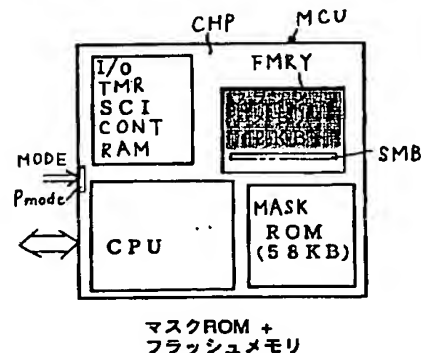 CHP
MCU
FMRY
I/O
TMR
SCI
CONT
RAM
SMB
MODE
Pmode
CPU
MASK
ROM
(58KB)
マスクROM +
フラッシュメモリ